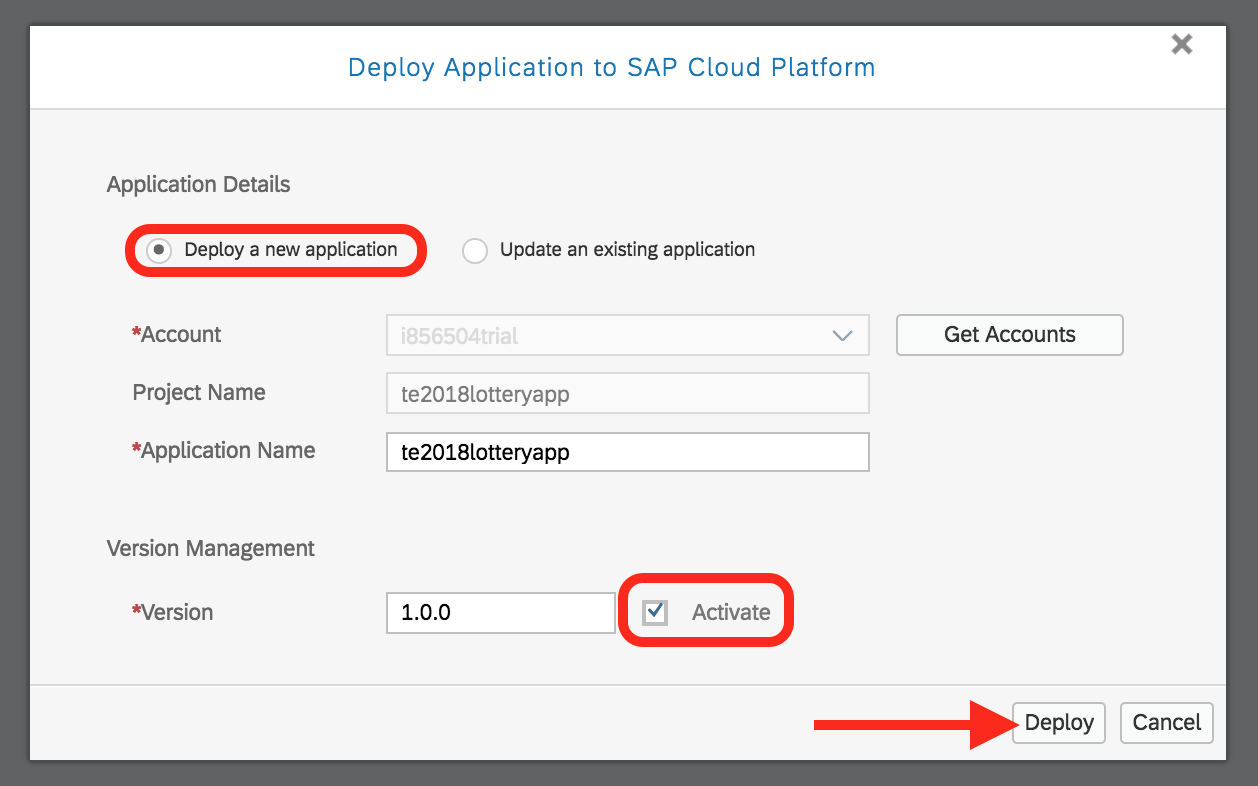 Deploy Application to SAP Cloud Platform
Application Details
Deploy a new application
Update an existing application
*Account
i856504trial
Get Accounts
Project Name
te2018lotteryapp
*Application Name
te2018lotteryapp
Version Management
*Version
1.0.0
Activate
Deploy
Cancel